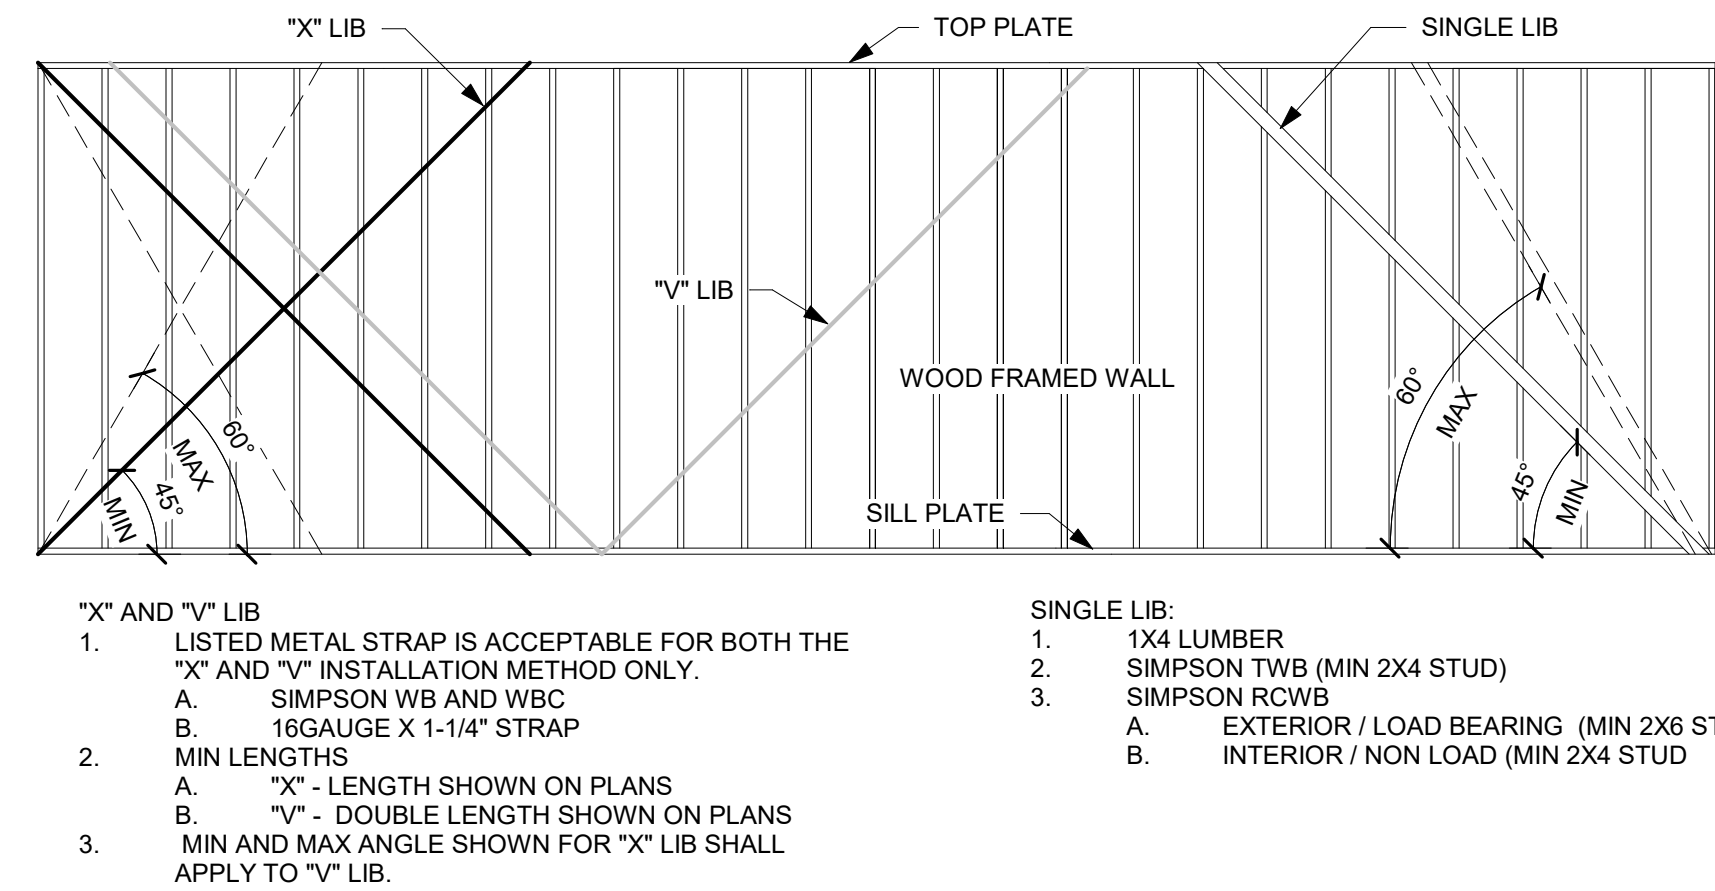 "X" LIB
TOP PLATE
SINGLE LIB
"V" LIB
WOOD FRAMED WALL
SILL PLATE
60°
MAX
45°
MIN
60°
MAX
45°
MIN
"X" AND "V" LIB
1. LISTED METAL STRAP IS ACCEPTABLE FOR BOTH THE
"X" AND "V" INSTALLATION METHOD ONLY.
A. SIMPSON WB AND WBC
B. 16GAUGE X 1-1/4" STRAP
2. MIN LENGTHS
A. "X" - LENGTH SHOWN ON PLANS
B. "V" - DOUBLE LENGTH SHOWN ON PLANS
3. MIN AND MAX ANGLE SHOWN FOR "X" LIB SHALL
APPLY TO "V" LIB.
SINGLE LIB:
1. 1X4 LUMBER
2. SIMPSON TWB (MIN 2X4 STUD)
3. SIMPSON RCWB
A. EXTERIOR / LOAD BEARING (MIN 2X6
B. INTERIOR / NON LOAD (MIN 2X4 STUD